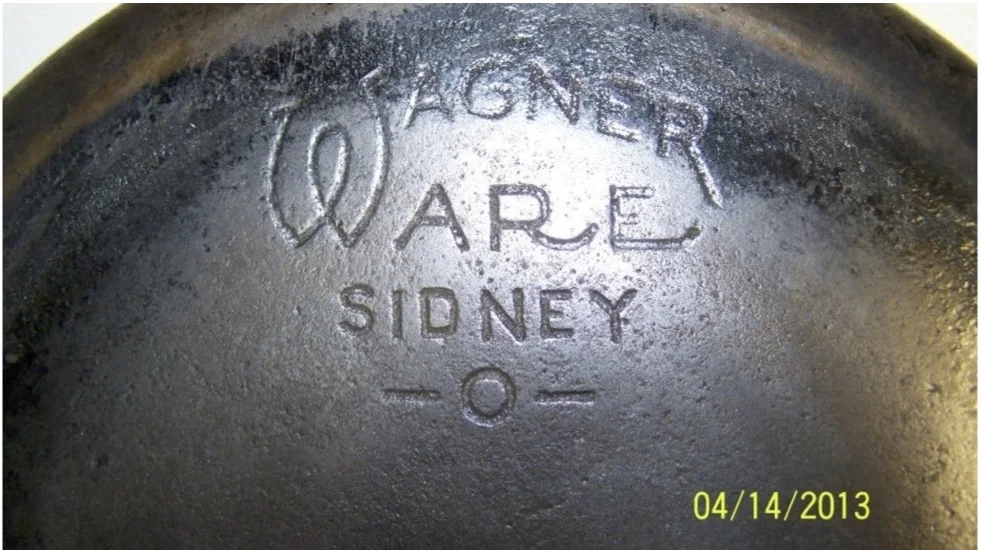 WAGNER
WARE
SIDNEY
-O-
04/14/2013